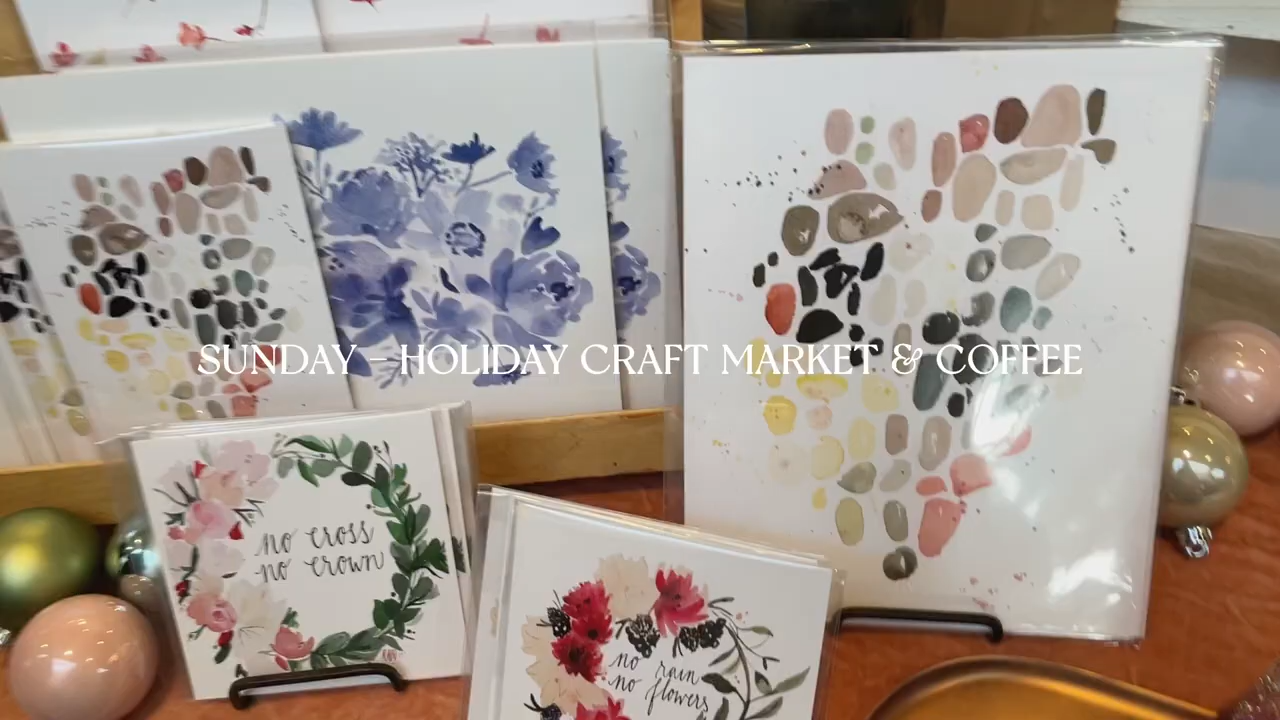 SUNDAY – HOLIDAY CRAFT MARKET & COFFEE
no cross
no crown
no rain
no flowers